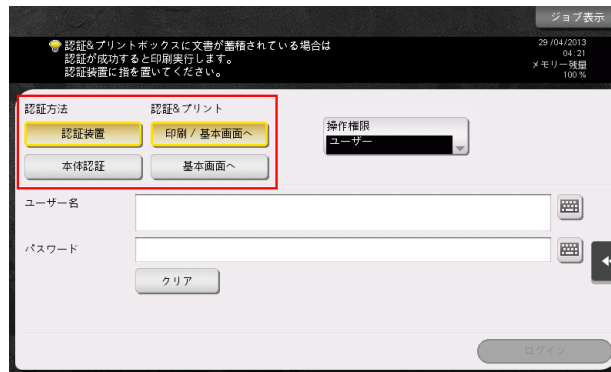 ジョブ表示
認証&プリントボックスに文書が蓄積されている場合は
認証が成功すると印刷実行します。
認証装置に指を置いてください。
29 /04/2013
04:21
メモリー残量
100 %
認証方法
認証&プリント
認証装置
印刷 / 基本画面へ
操作権限
ユーザー
本体認証
基本画面へ
ユーザー名
パスワード
クリア
ログイン